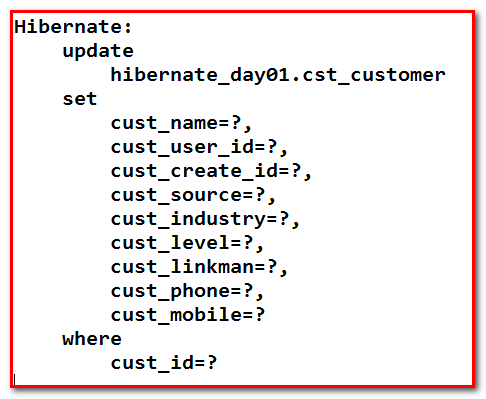 Hibernate:
    update
        hibernate_day01.cst_customer
    set
        cust_name=?,
        cust_user_id=?,
        cust_create_id=?,
        cust_source=?,
        cust_industry=?,
        cust_level=?,
        cust_linkman=?,
        cust_phone=?,
        cust_mobile=?
    where
        cust_id=?